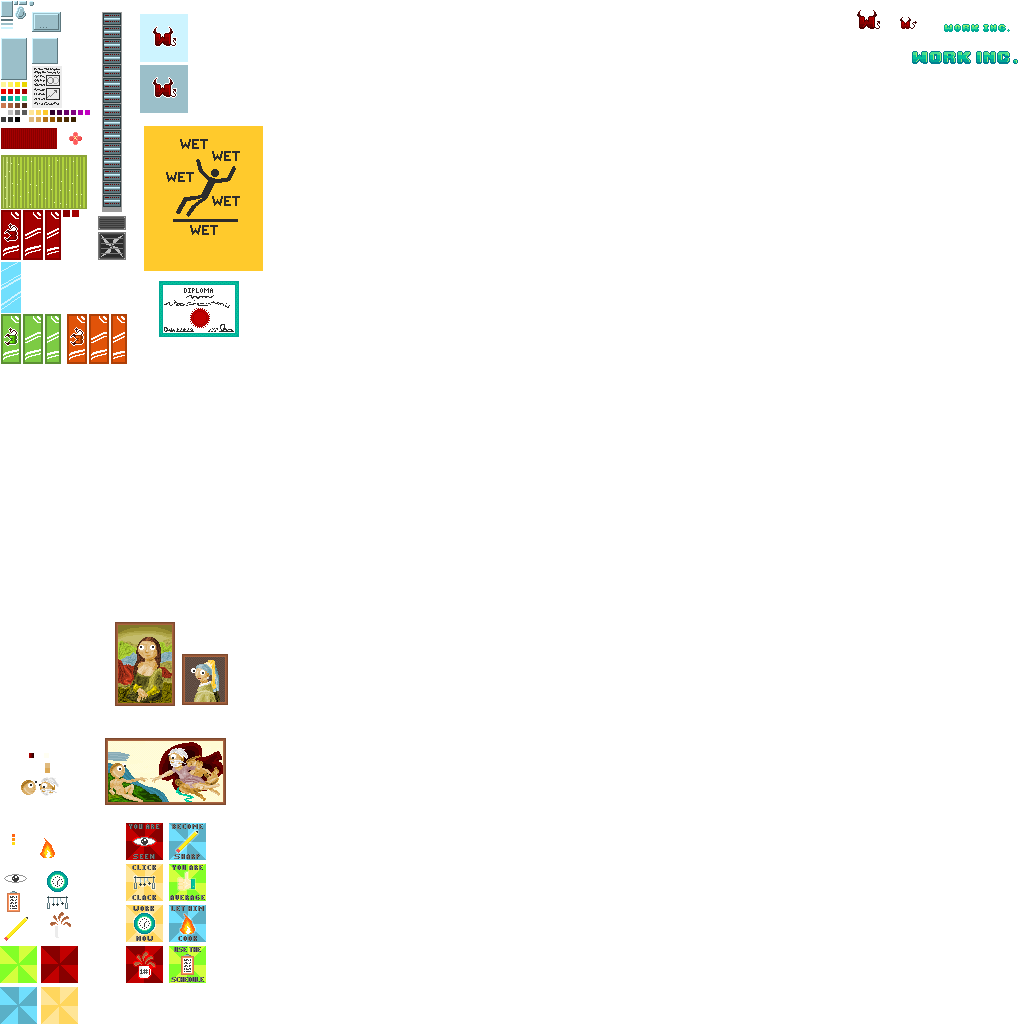 WORK INC.
WORK INC.
WET
WET
WET
WET
WET
DIPLOMA
YOU ARE
SEEN
BECOME
SHARP
CLICK
CLACK
YOU ARE
AVERAGE
WORK
NOW
LET HIM
COOK
USE THE
SCHEDULE